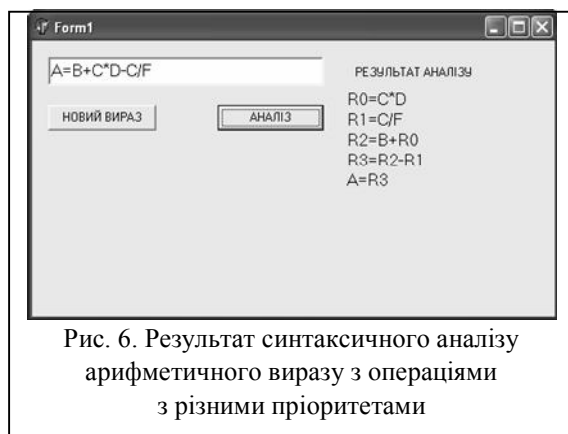 Form1
A=B+C*D-C/F
НОВИЙ ВИРАЗ
АНАЛІЗ
РЕЗУЛЬТАТ АНАЛІЗУ
R0=C*D
R1=C/F
R2=B+R0
R3=R2-R1
A=R3
Рис. 6. Результат синтаксичного аналізу
арифметичного виразу з операціями
з різними пріоритетами